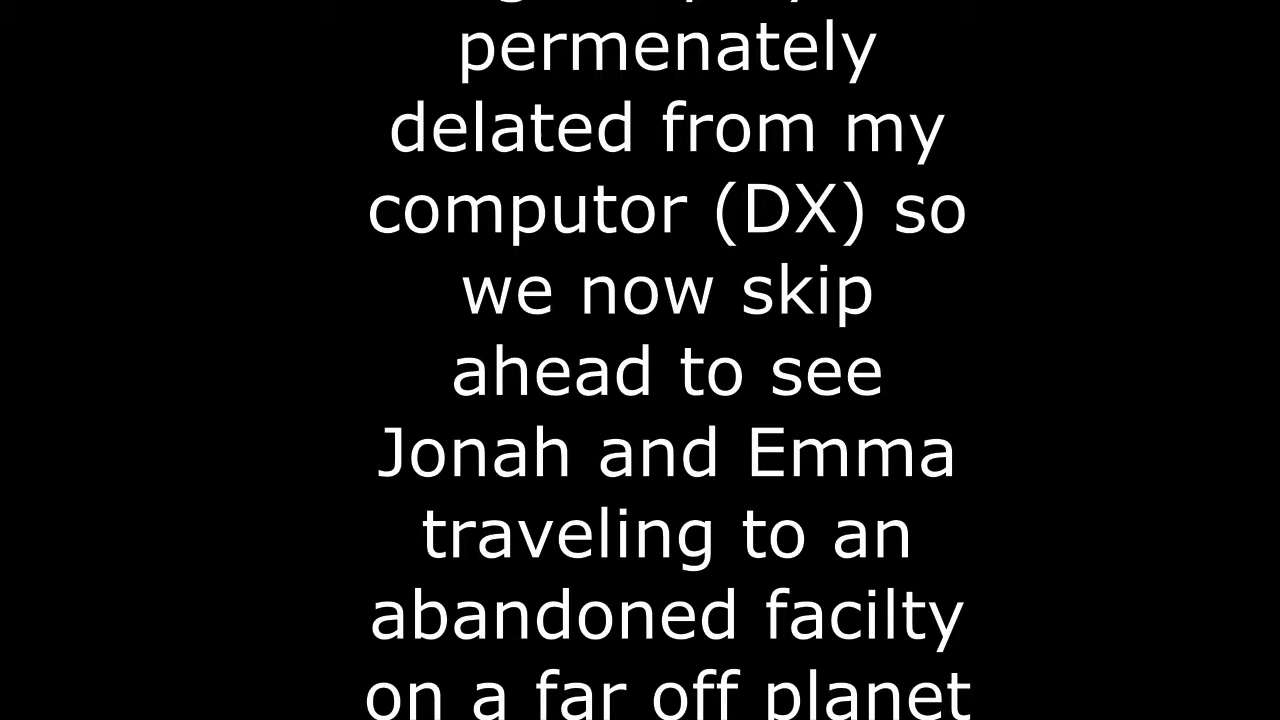 permenately
delated from my
computor (DX) so
we now skip
ahead to see
Jonah and Emma
traveling to an
abandoned facilty
on a far off planet